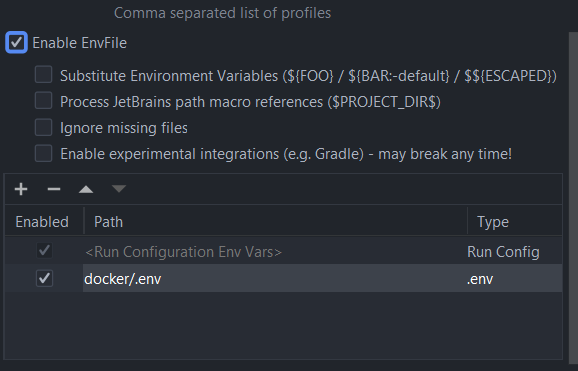 Comma separated list of profiles
Enable EnvFile
Substitute Environment Variables (${FOO} / ${BAR:-default} / $${ESCAPED})
Process JetBrains path macro references ($PROJECT_DIR$)
Ignore missing files
Enable experimental integrations (e.g. Gradle) - may break any time!
Enabled Path Type
<Run Configuration Env Vars> Run Config
docker/.env .env